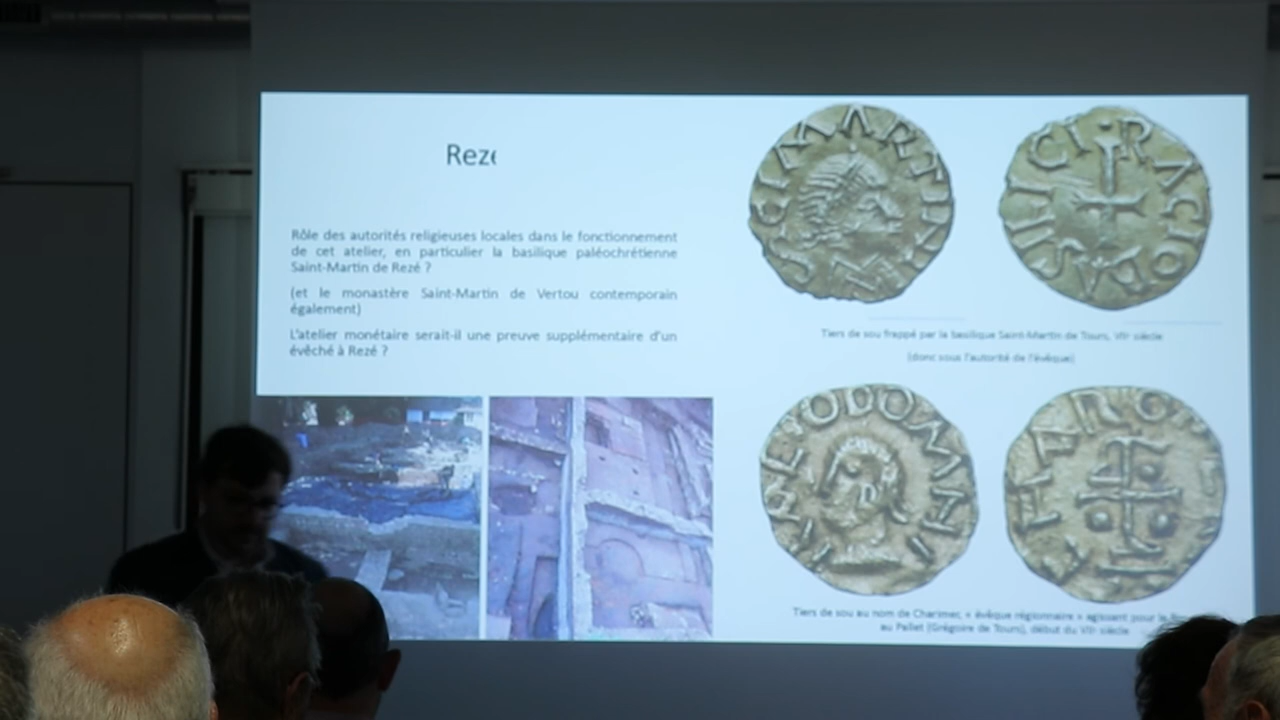 Rezé
Rôle des autorités religieuses locales dans le fonctionnement
de cet atelier, en particulier la basilique paléochrétienne
Saint-Martin de Rezé ?
(et le monastère Saint-Martin de Vertou contemporain
également)
L'atelier monétaire serait-il une preuve supplémentaire d'un
évêché à Rezé ?
Tiers de sou frappé par la basilique Saint-Martin de Tours, VIIe siècle
(donc sous l'autorité de l'évêque)
Tiers de sou au nom de Charimer, « évêque régionnaire » agissant pour le
au Pallet (Grégoire de Tours), début du VIIe siècle